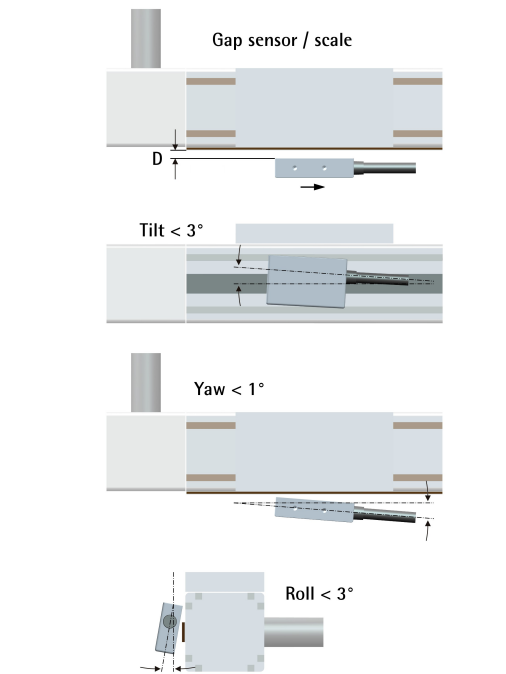 Gap sensor / scale
D
Tilt < 3°
Yaw < 1°
Roll < 3°